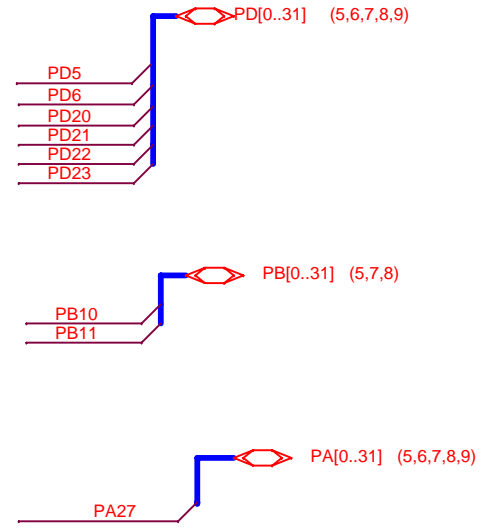 PD[0..31] (5,6,7,8,9)
PD5
PD6
PD20
PD21
PD22
PD23
PB[0..31] (5,7,8)
PB10
PB11
PA[0..31] (5,6,7,8,9)
PA27